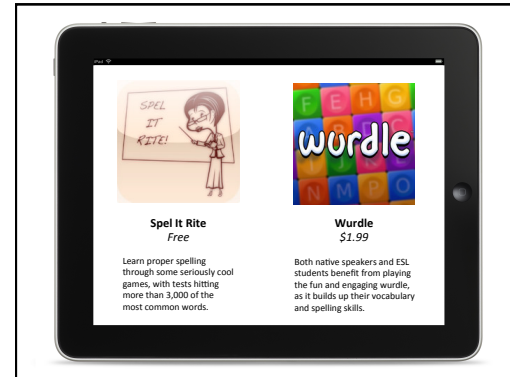 iPad
SPEL
IT
RITE!
wurdle
Spel It Rite
Free
Learn proper spelling
through some seriously cool
games, with tests hitting
more than 3,000 of the
most common words.
Wurdle
$1.99
Both native speakers and ESL
students benefit from playing
the fun and engaging wurdle,
as it builds up their vocabulary
and spelling skills.